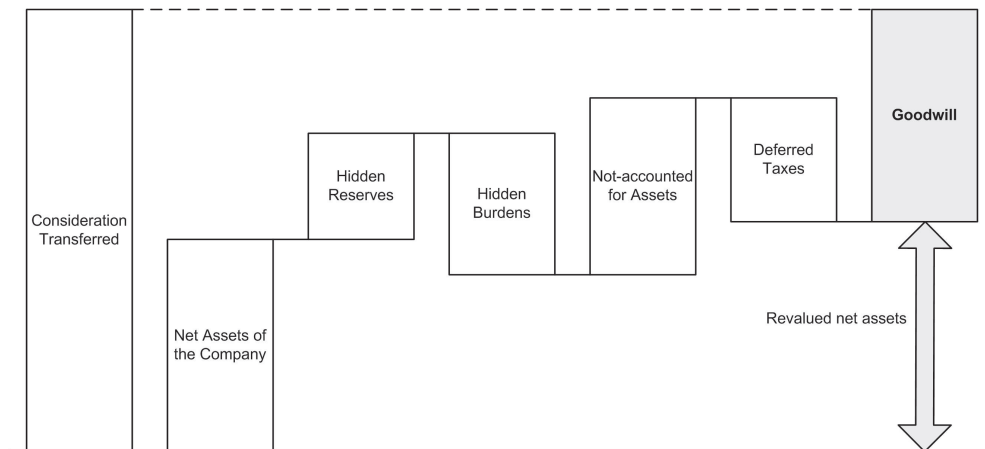 Consideration
Transferred
Net Assets of
the Company
Hidden
Reserves
Hidden
Burdens
Not-accounted
for Assets
Deferred
Taxes
Goodwill
Revalued net assets